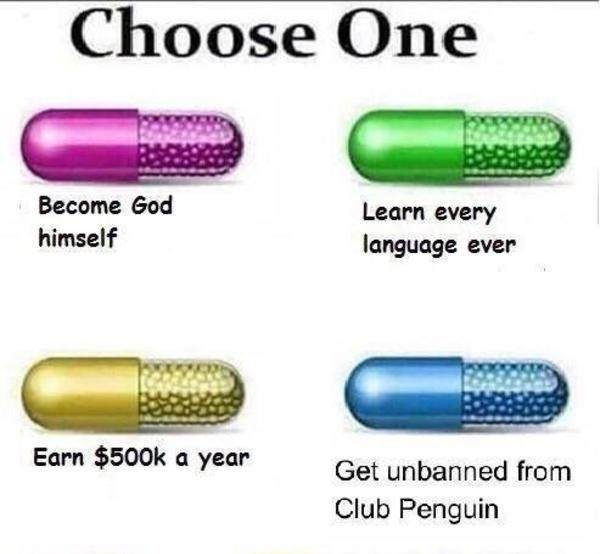 Choose One
Become God
himself
Learn every
language ever
Earn $500k a year
Get unbanned from
Club Penguin